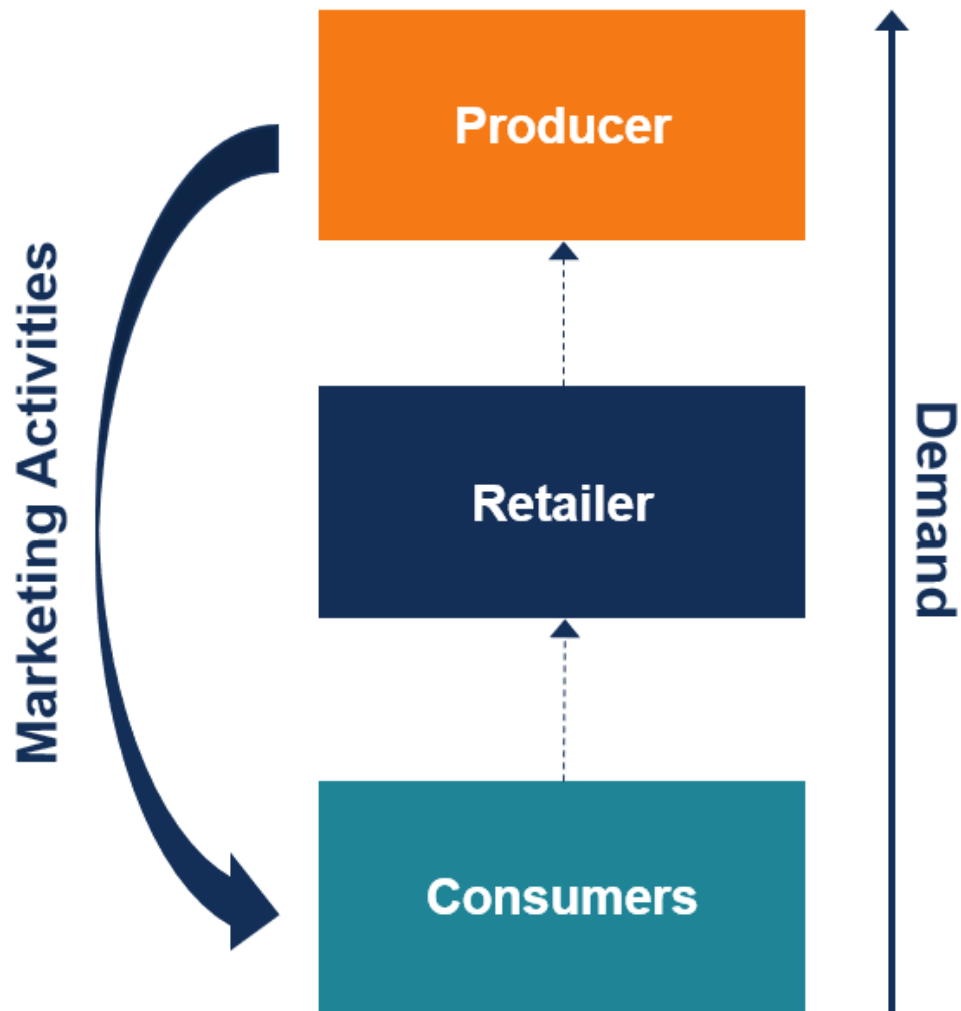 Producer
Marketing Activities
Retailer
Demand
Consumers